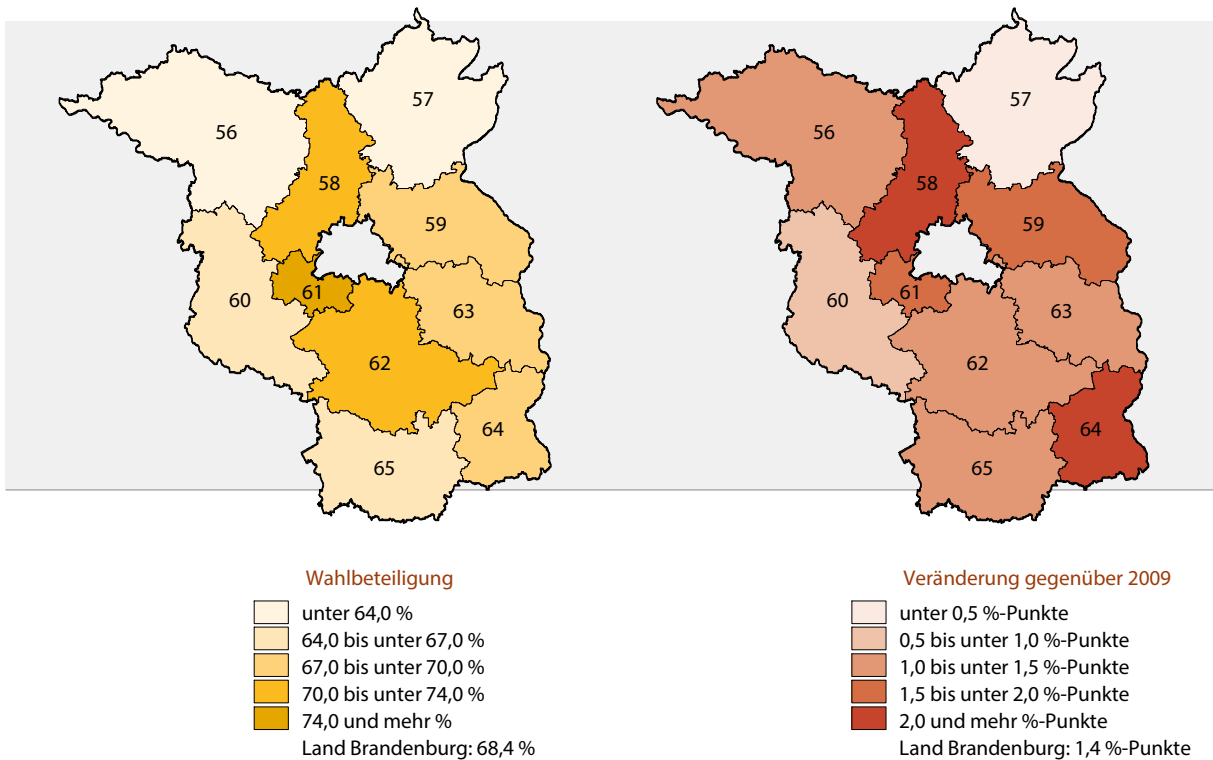 57
56
58
59
61
60
63
62
64
65
57
56
58
59
61
60
63
62
64
65
Wahlbeteiligung
unter 64,0 %
64,0 bis unter 67,0 %
67,0 bis unter 70,0 %
70,0 bis unter 74,0 %
74,0 und mehr %
Land Brandenburg: 68,4 %
Veränderung gegenüber 2009
unter 0,5 %-Punkte
0,5 bis unter 1,0 %-Punkte
1,0 bis unter 1,5 %-Punkte
1,5 bis unter 2,0 %-Punkte
2,0 und mehr %-Punkte
Land Brandenburg: 1,4 %-Punkte